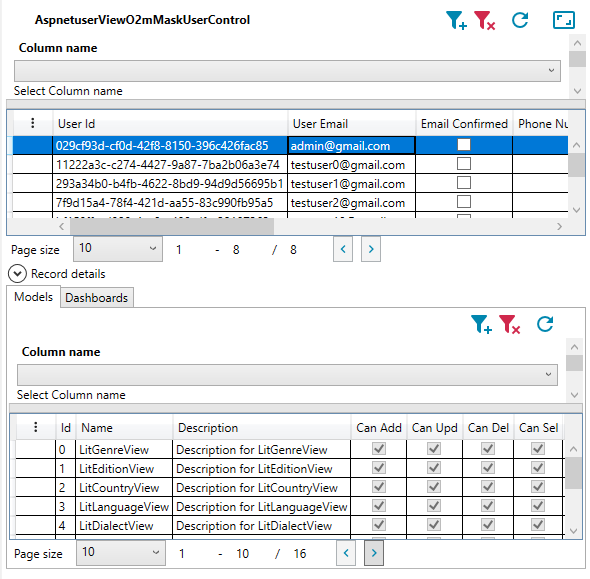 AspnetuserViewO2mMaskUserControl
Column name
Select Column name
User Id User Email Email Confirmed Phone Nu
029cf93d-cf0d-42f8-8150-396c426fac85 admin@gmail.com
11222a3c-c274-4427-9a87-7ba2b06a3e74 testuser0@gmail.com
293a34b0-b4fb-4622-8bd9-94d9d56695b1 testuser1@gmail.com
7f9d15a4-78f4-421d-aa55-83c990fb95a5 testuser2@gmail.com
Page size 10 1 - 8 / 8
Record details
Models Dashboards
Column name
Select Column name
Id Name Description Can Add Can Upd Can Del Can Sel
0 LitGenreView Description for LitGenreView
1 LitEditionView Description for LitEditionView
2 LitCountryView Description for LitCountryView
3 LitLanguageView Description for LitLanguageView
4 LitDialectView Description for LitDialectView
Page size 10 1 - 10 / 16